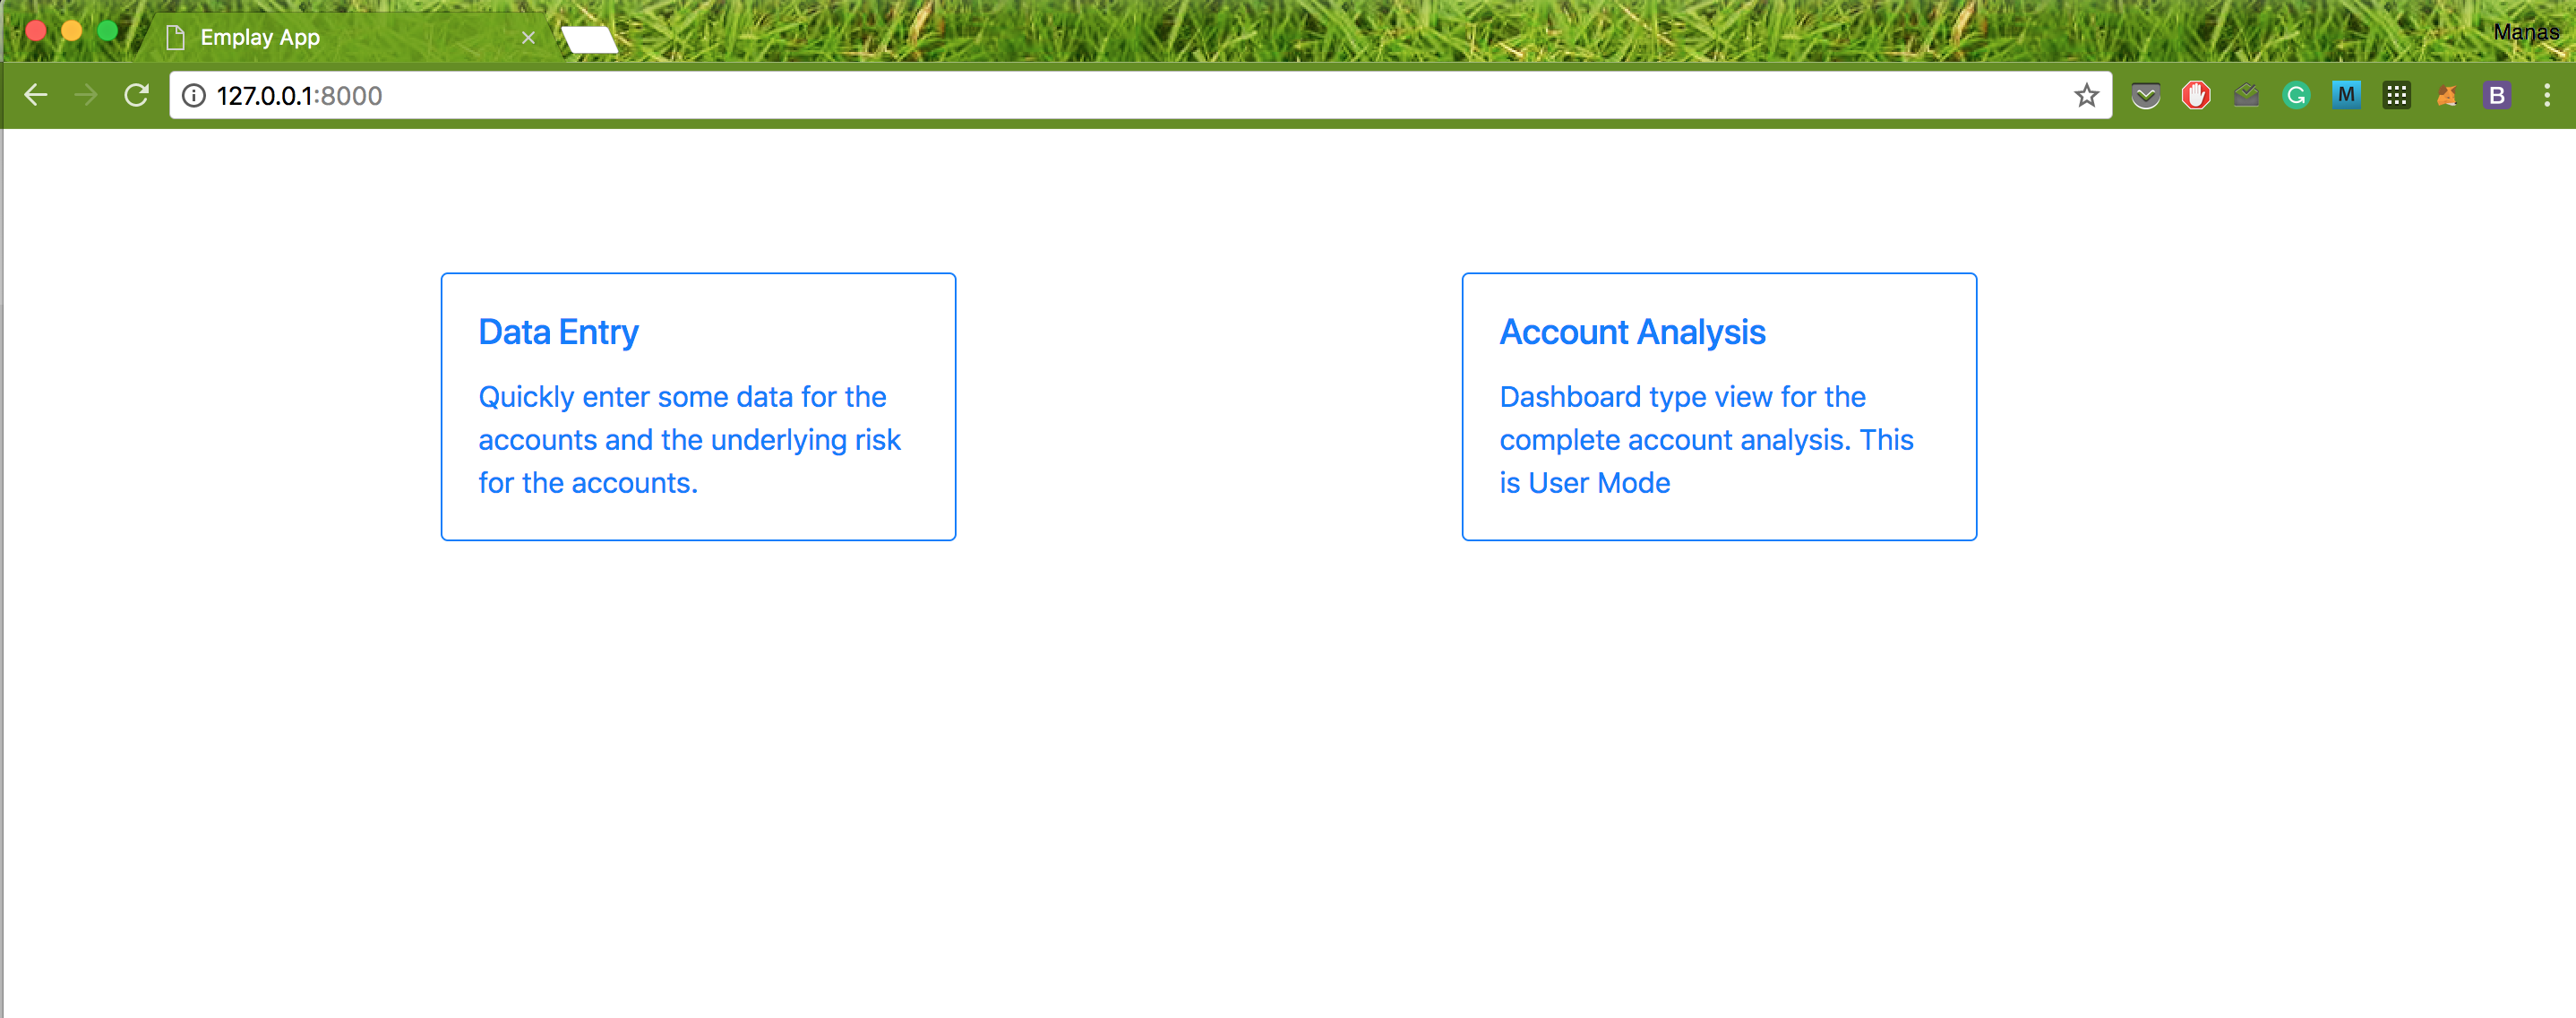 Emplay App
Manas
127.0.0.1:8000
G
M
B
Data Entry
Quickly enter some data for the
accounts and the underlying risk
for the accounts.
Account Analysis
Dashboard type view for the
complete account analysis. This
is User Mode